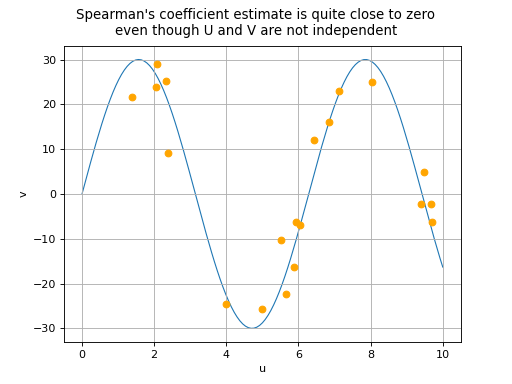 Spearman's coefficient estimate is quite close to zero
even though U and V are not independent
30
20
10
0
−10
−20
−30
v
0 2 4 6 8 10
u